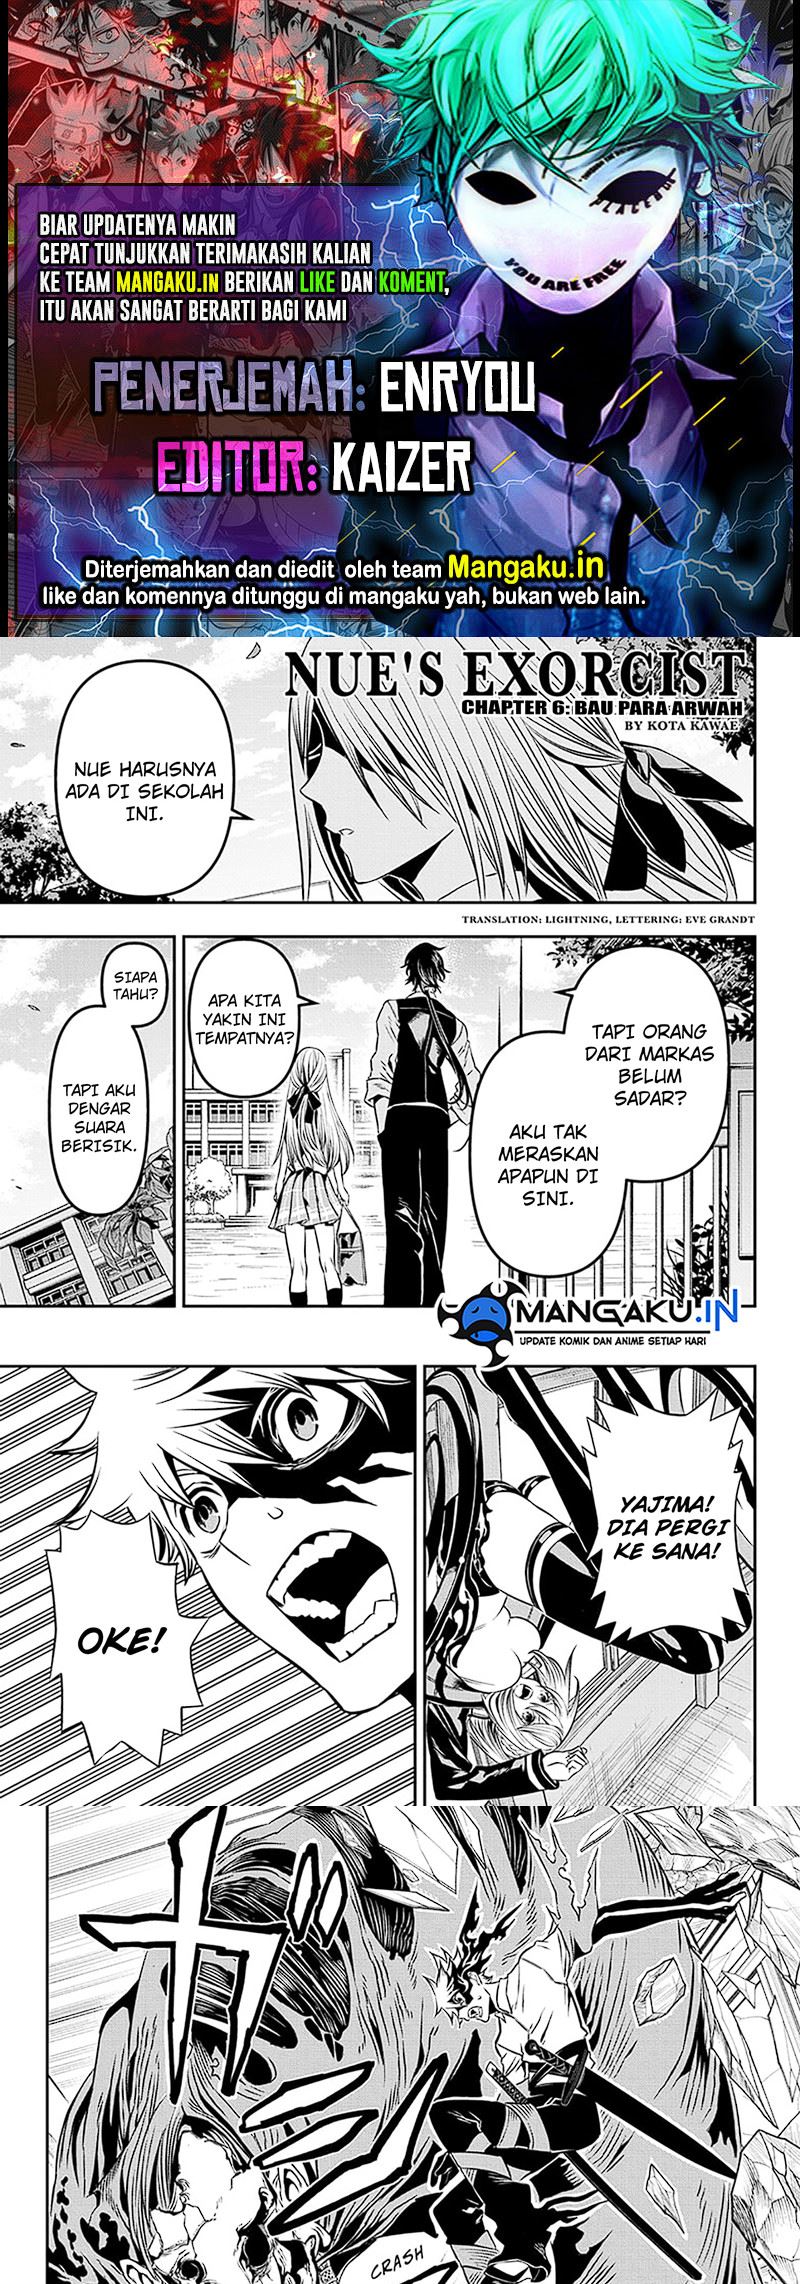 BIAR UPDATENYA MAKIN
CEPAT TUNJUKKAN TERIMAKASIH KALIAN
KE TEAM MANGAKU.IN BERIKAN LIKE DAN KOMENT,
ITU AKAN SANGAT BERARTI BAGI KAMI
PLACEBOE
YOU ARE FREE
PENERJEMAH: ENRYOU
EDITOR: KAIZER
Diterjemahkan dan diedit oleh team Mangaku.in
like dan komennya ditunggu di mangaku yah, bukan web lain.
NUE'S EXORCIST
CHAPTER 6: BAU PARA ARWAH
BY KOTA KAWAE
NUE HARUSNYA
ADA DI SEKOLAH
INI.
TRANSLATION: LIGHTNING, LETTERING: EVE GRANDT
TAPI ORANG
DARI MARKAS
BELUM
SADAR?
AKU TAK
MERASKAN
APAPUN DI
SINI.
APA KITA
YAKIN INI
TEMPATNYA?
SIAPA
TAHU?
TAPI AKU
DENGAR
SUARA
BERISIK.
MANGAKU.IN
UPDATE KOMIK DAN ANIME SETIAP HARI
YAJIMA!
DIA PERGI
KE SANA!
OKE!
ガッ
CRASH